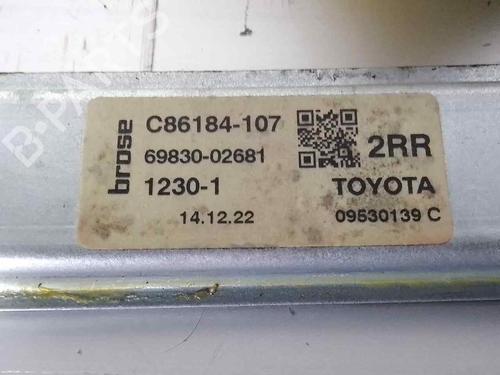 brose
C86184-107
69830-02681
1230-1
14.12.22
2RR
TOYOTA
09530139 C
B-PARTS